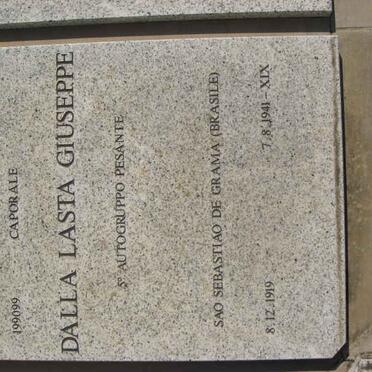 199099 CAPORALE
DALLA LASTA GIUSEPPE
5º AUTOGRUPPO PESANTE
SAO SEBASTIAO DE GRAMA (BRASILE)
8.12.1919 7.8.1941 - XIX